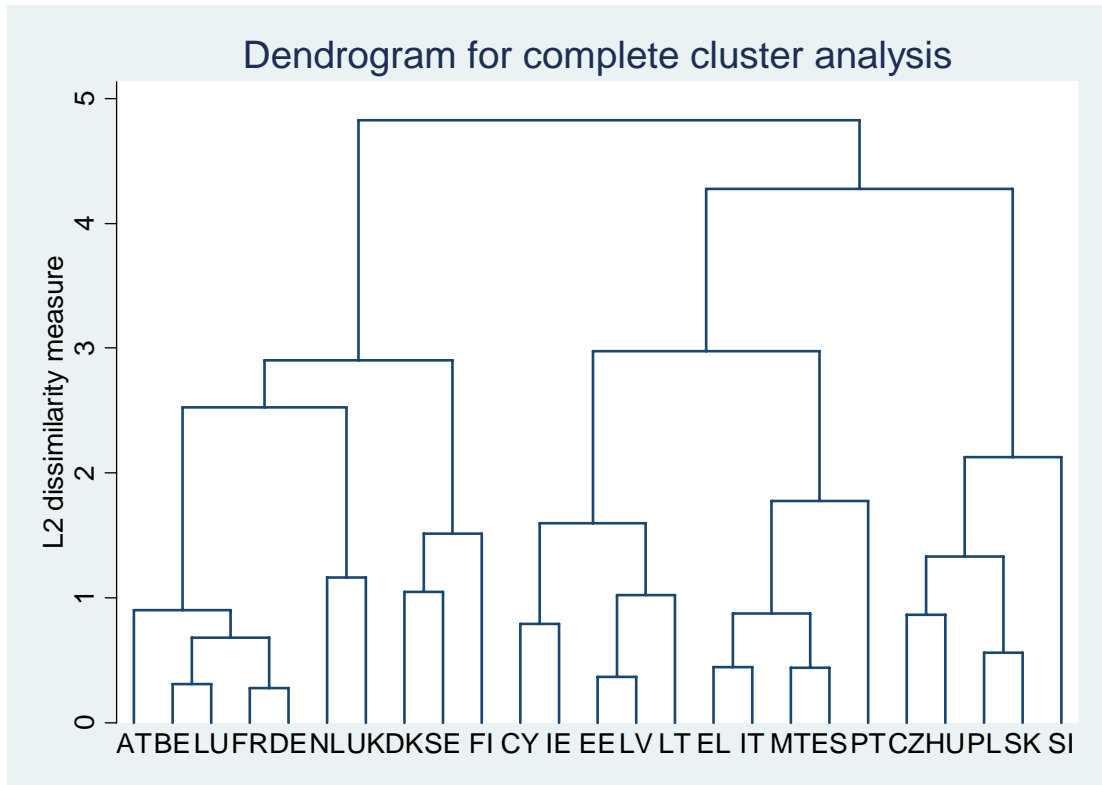 Dendrogram for complete cluster analysis
L2 dissimilarity measure
5
4
3
2
1
0
AT BE LU FR DE NL UK DK SE FI CY IE EE LV LT EL IT MT ES PT CZ HU PL SK SI